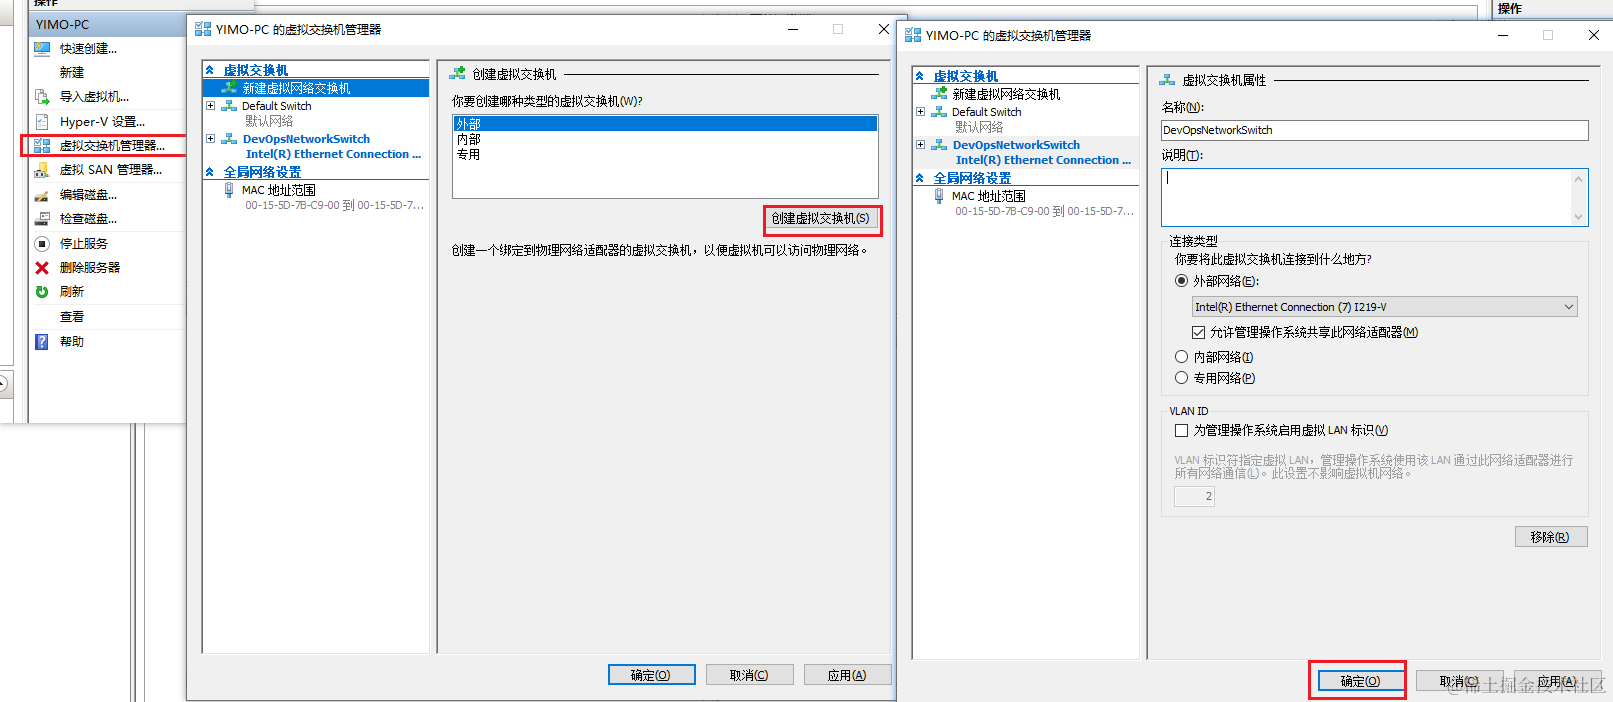 操作
YIMO-PC
快速创建...
新建
导入虚拟机...
Hyper-V 设置...
虚拟交换机管理器...
虚拟 SAN 管理器...
编辑磁盘...
检查磁盘...
停止服务
删除服务器
刷新
查看
帮助
YIMO-PC 的虚拟交换机管理器
虚拟交换机
新建虚拟网络交换机
Default Switch
默认网络
DevOpsNetworkSwitch
Intel(R) Ethernet Connection ...
全局网络设置
MAC 地址范围
00-15-5D-7B-C9-00 到 00-15-5D-7...
创建虚拟交换机
你要创建哪种类型的虚拟交换机(W)?
外部
内部
专用
创建虚拟交换机(S)
创建一个绑定到物理网络适配器的虚拟交换机，以便虚拟机可以访问物理网络。
确定(O)
取消(C)
应用(A)
操作
YIMO-PC 的虚拟交换机管理器
虚拟交换机
新建虚拟网络交换机
Default Switch
默认网络
DevOpsNetworkSwitch
Intel(R) Ethernet Connection ...
全局网络设置
MAC 地址范围
00-15-5D-7B-C9-00 到 00-15-5D-7...
虚拟交换机属性
名称(N):
DevOpsNetworkSwitch
说明(T):
连接类型
你要将此虚拟交换机连接到什么地方?
外部网络(E):
Intel(R) Ethernet Connection (7) I219-V
允许管理操作系统共享此网络适配器(M)
内部网络(I)
专用网络(P)
VLAN ID
为管理操作系统启用虚拟 LAN 标识(V)
VLAN 标识符指定虚拟 LAN，管理操作系统使用该 LAN 通过此网络适配器进行
所有网络通信(L)。此设置不影响虚拟机网络。
2
移除(R)
确定(O)
取消(C)
应用(A)
@稀土掘金技术社区